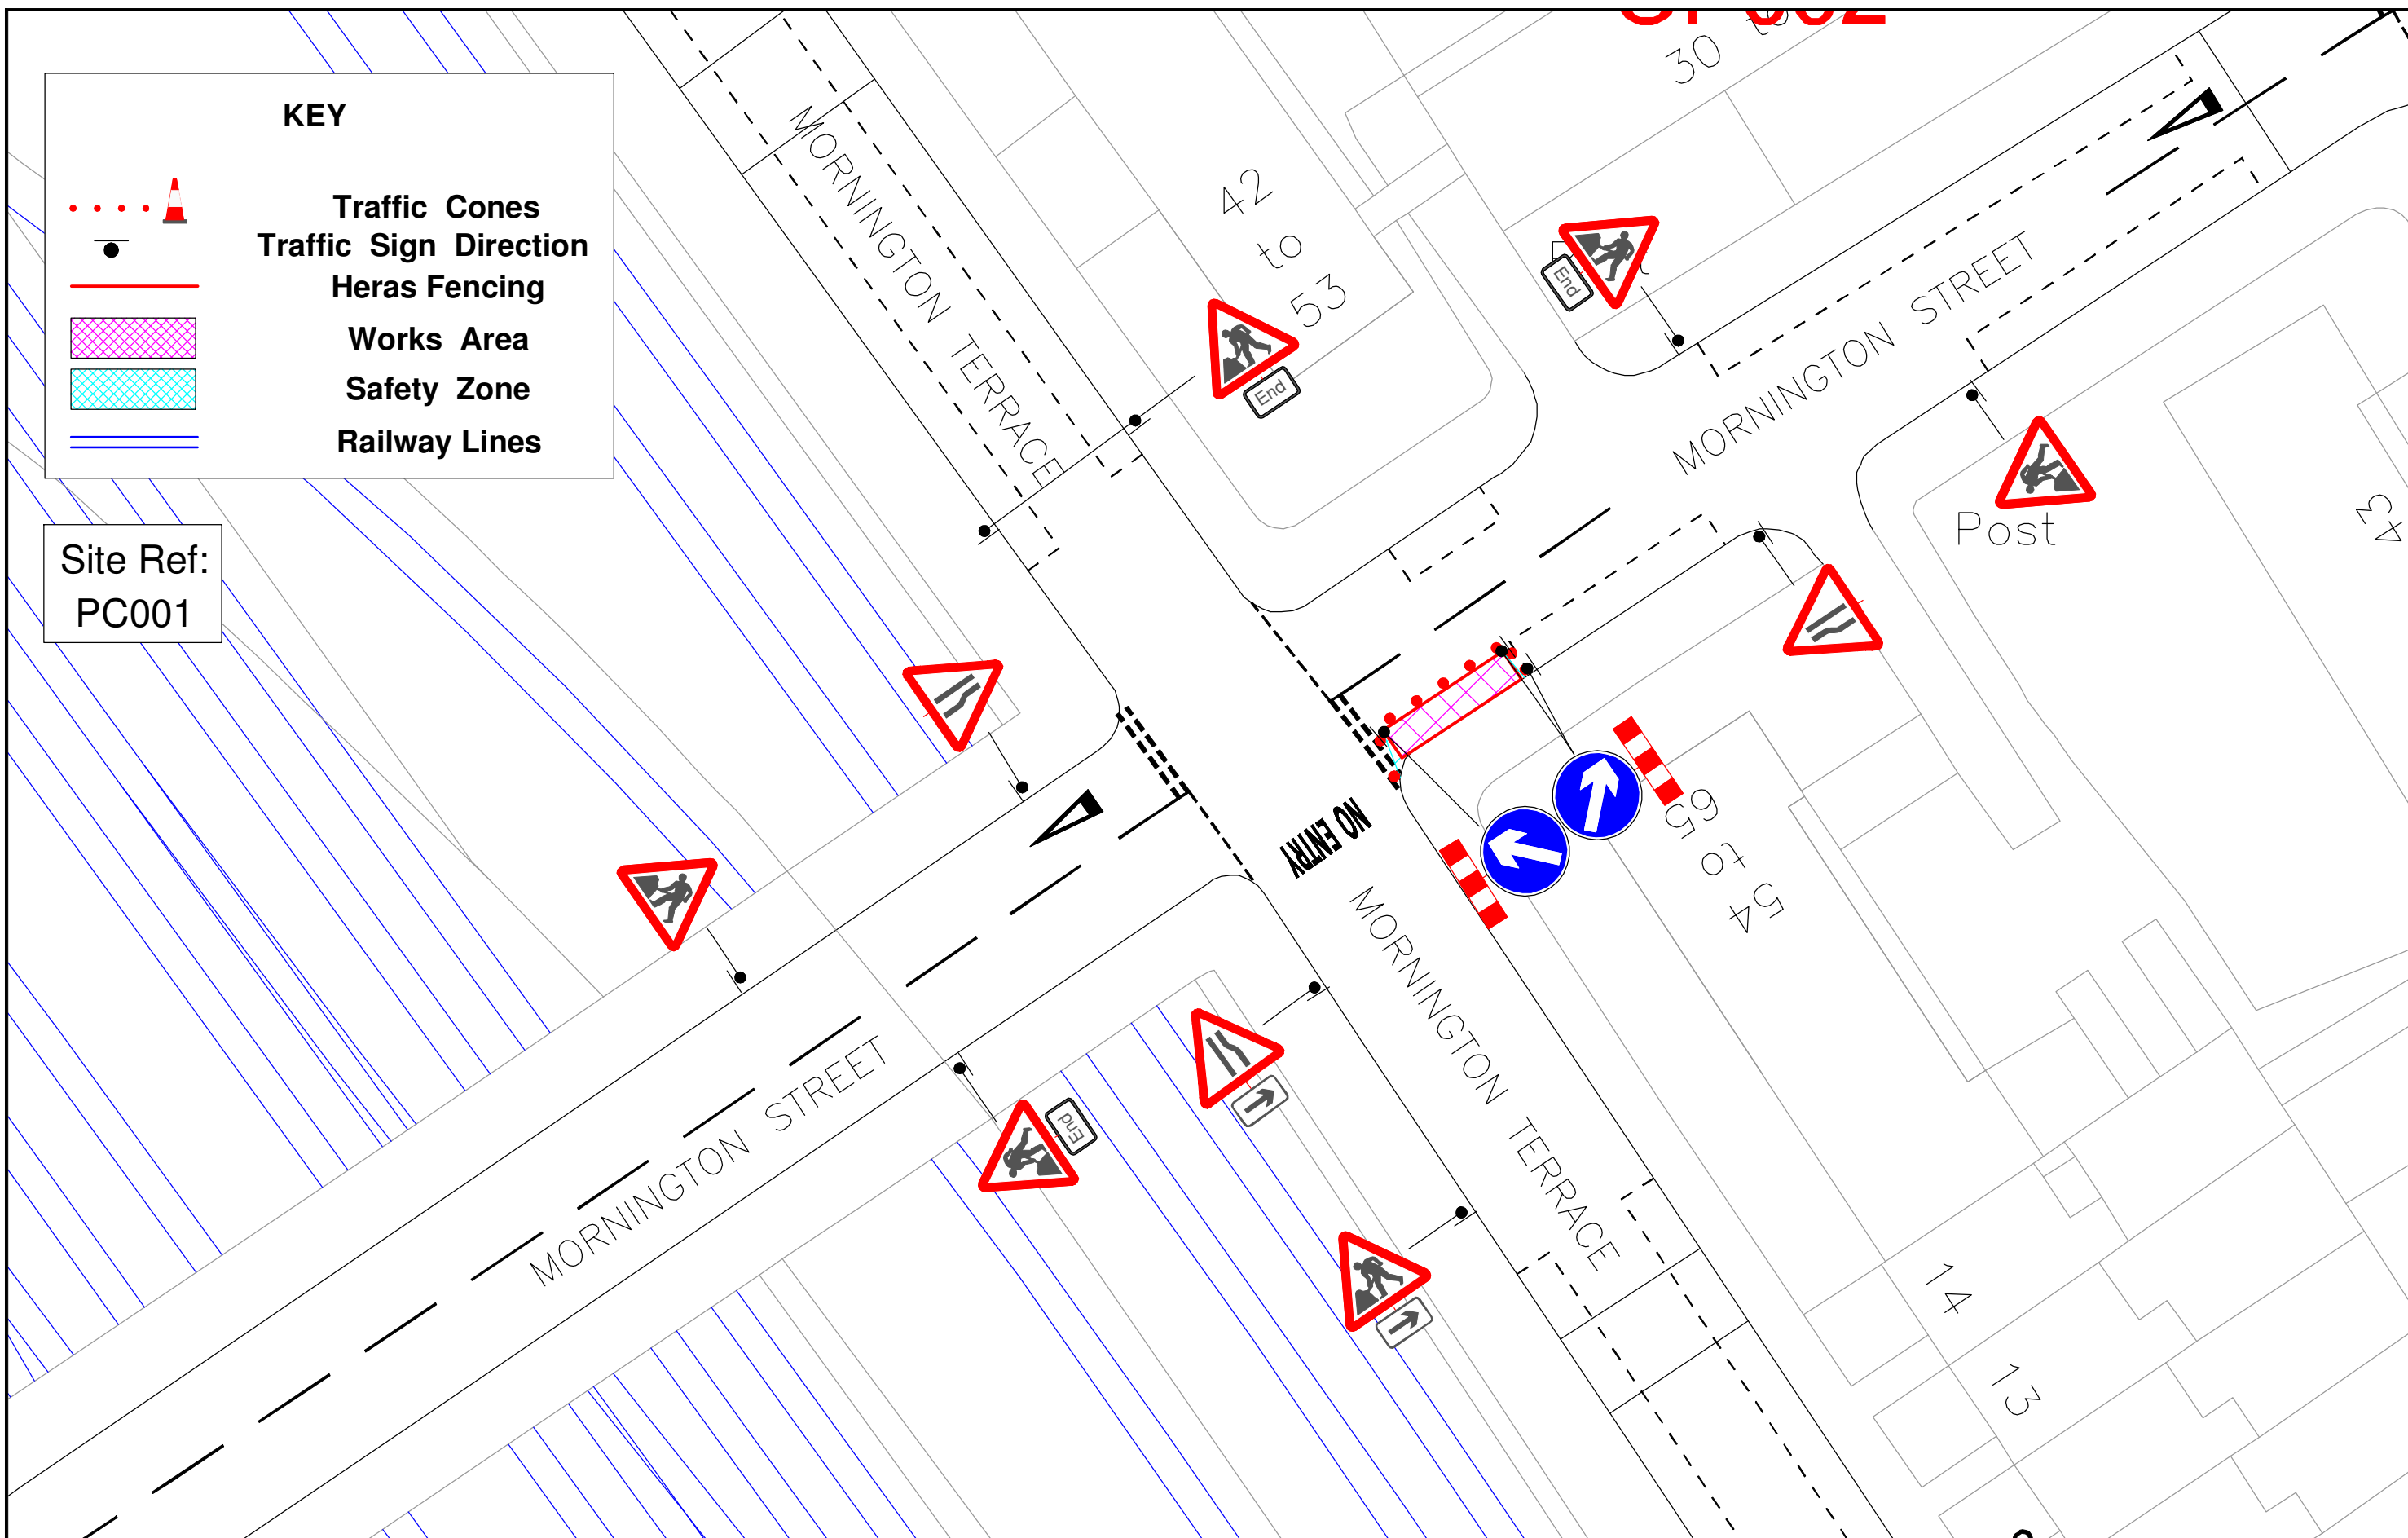 KEY
Traffic Cones
Traffic Sign Direction
Heras Fencing
Works Area
Safety Zone
Railway Lines
Site Ref:
PC001
30 to
MORNINGTON TERRACE
42
to
53
End
End
MORNINGTON STREET
Post
43
NO ENTRY
54 to 65
MORNINGTON TERRACE
MORNINGTON STREET
End
14
13